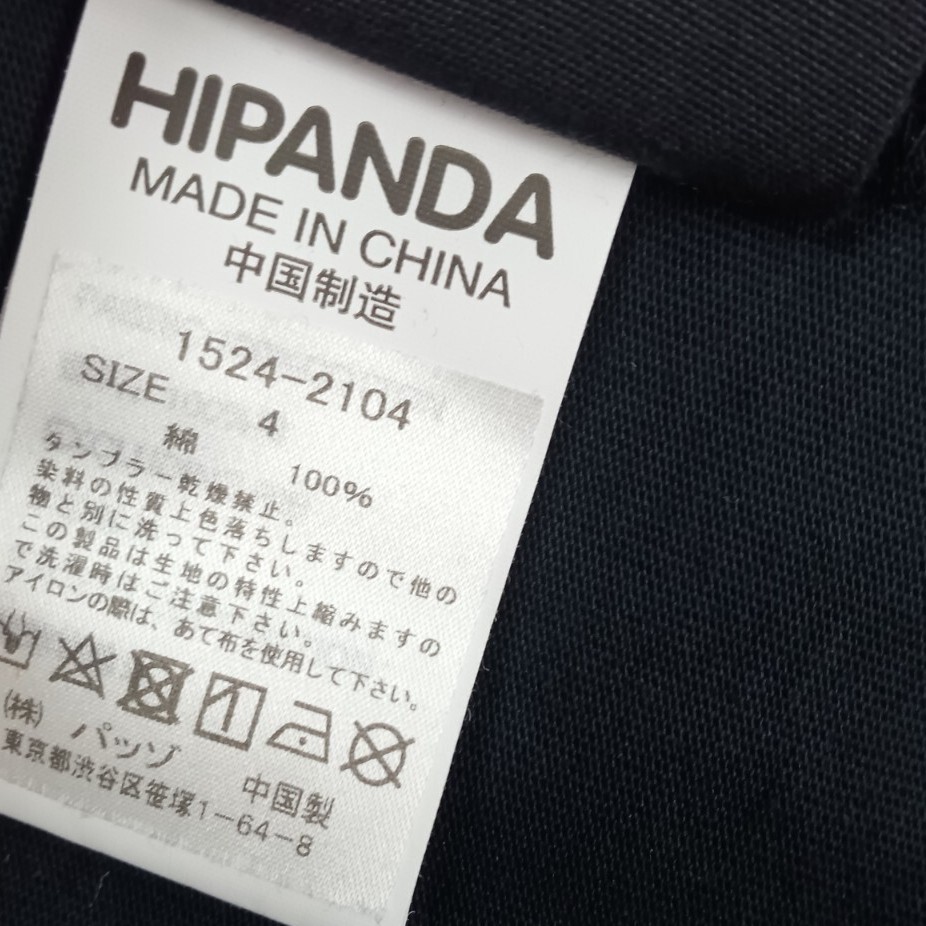 HIPANDA
MADE IN CHINA
中国制造
1524-2104
SIZE 4
綿 100%
タンブラー乾燥禁止。
染料の性質上色落ちしますので他の
物と別に洗って下さい。
この製品は生地の特性上縮みますの
で洗濯時はご注意下さい。
アイロンの際は、あて布を使用して下さい。
(株) パッゾ 中国製
東京都渋谷区笹塚1-64-8